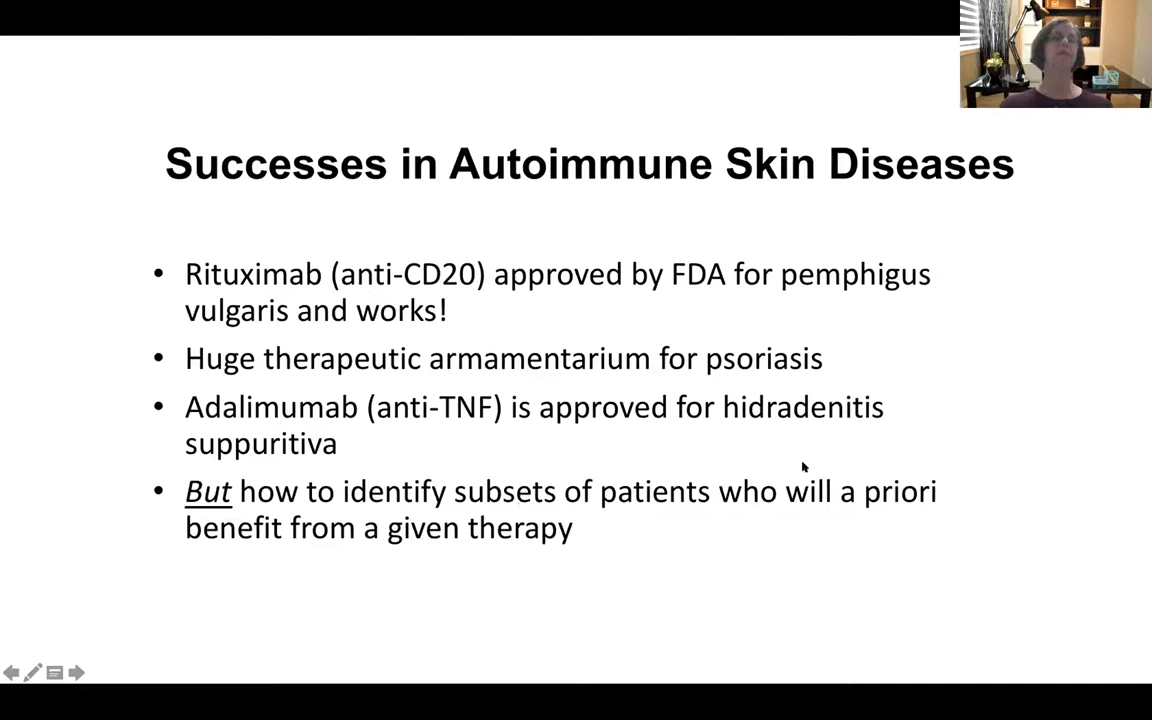 Successes in Autoimmune Skin Diseases
• Rituximab (anti-CD20) approved by FDA for pemphigus
vulgaris and works!
• Huge therapeutic armamentarium for psoriasis
• Adalimumab (anti-TNF) is approved for hidradenitis
suppuritiva
• But how to identify subsets of patients who will a priori
benefit from a given therapy